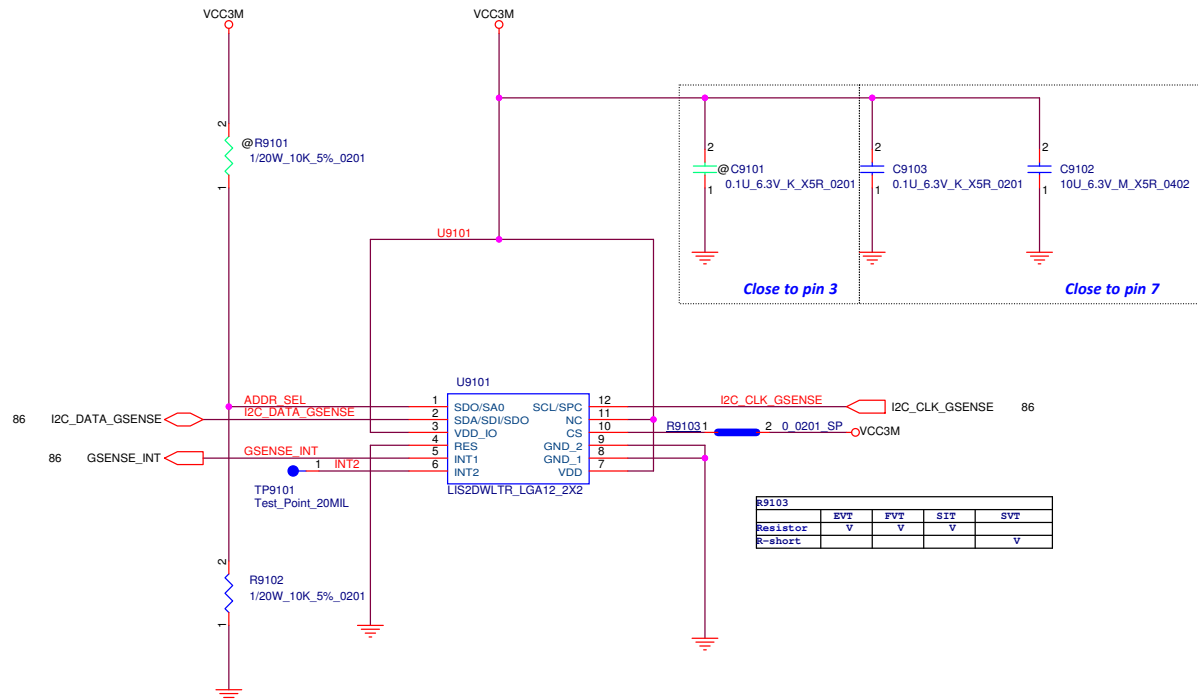 VCC3M
VCC3M
2
@R9101
1/20W_10K_5%_0201
1
2
@C9101
0.1U_6.3V_K_X5R_0201
1
2
C9103
0.1U_6.3V_K_X5R_0201
1
2
C9102
10U_6.3V_M_X5R_0402
1
U9101
Close to pin 3
Close to pin 7
U9101
ADDR_SEL
1
SDO/SA0
SCL/SPC
12
I2C_CLK_GSENSE
I2C_CLK_GSENSE
86
86
I2C_DATA_GSENSE
I2C_DATA_GSENSE
2
SDA/SDI/SDO
NC
11
3
VDD_IO
CS
10
R9103
1
2
0_0201_SP
VCC3M
4
RES
GND_2
9
86
GSENSE_INT
GSENSE_INT
5
INT1
GND_1
8
1
INT2
6
INT2
VDD
7
TP9101
Test_Point_20MIL
LIS2DWLTR_LGA12_2X2
R9103
EVT FVT SIT SVT
Resistor V V V
R-short V
2
R9102
1/20W_10K_5%_0201
1